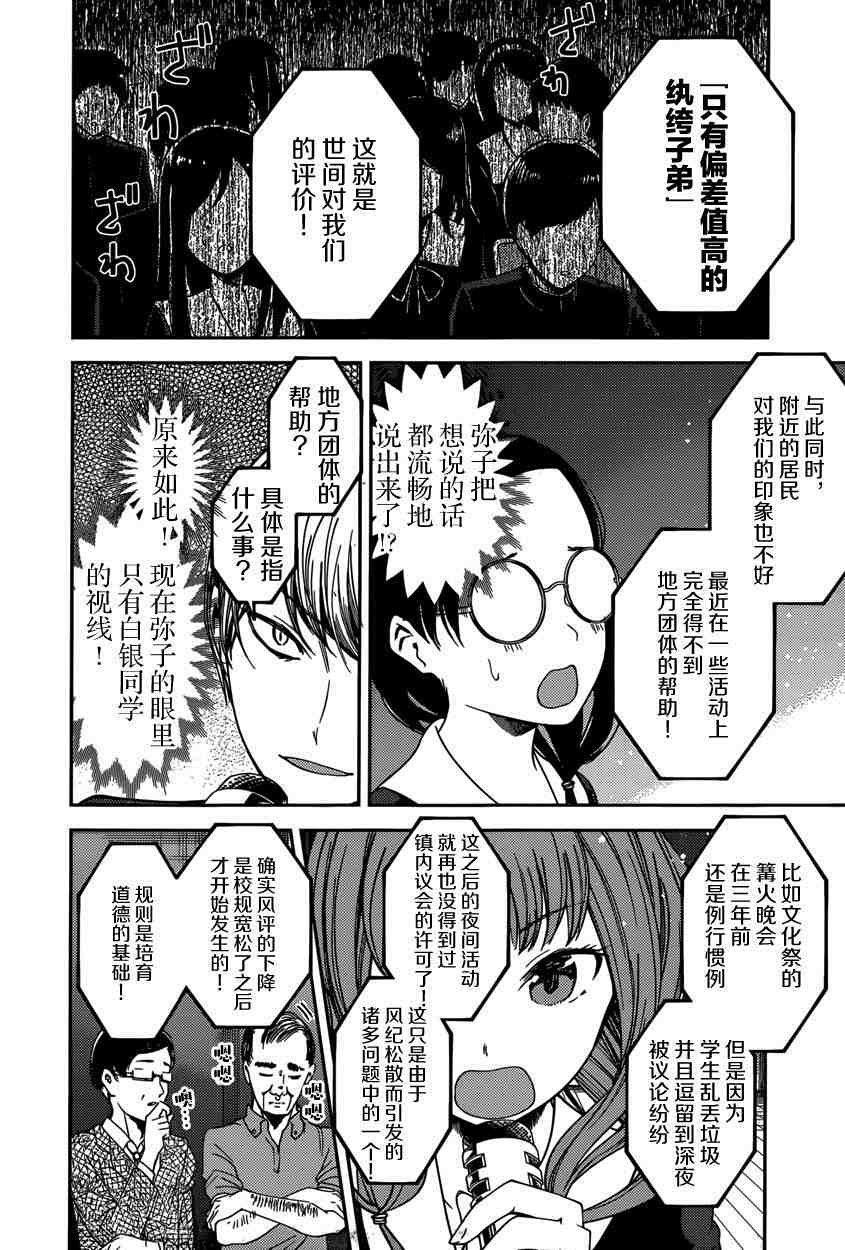 「只有偏差值高的
纨绔子弟」
这就是
世间对我们
的评价！
ざわ
ざわ
与此同时，
附近的居民
对我们的印象也不好
最近在一些活动上
完全得不到
地方团体的帮助！
弥子把
想说的话
都流畅地
说出来了!?
地方团体的
帮助？
具体是指
什么事？
原来如此！
现在弥子的眼里
只有白银同学
的视线！
比如文化祭的
篝火晚会
在三年前
还是例行惯例
但是因为
学生乱丢垃圾
并且逗留到深夜
被议论纷纷
这之后的夜间活动
就再也没得到过
镇内议会的许可了！
这只是由于
风纪松散而引发的
诸多问题中的一个！
确实风评的下降
是校规宽松了之后
才开始发生的！
规则是培育
道德的基础！
嗯嗯
嗯嗯…
噢…